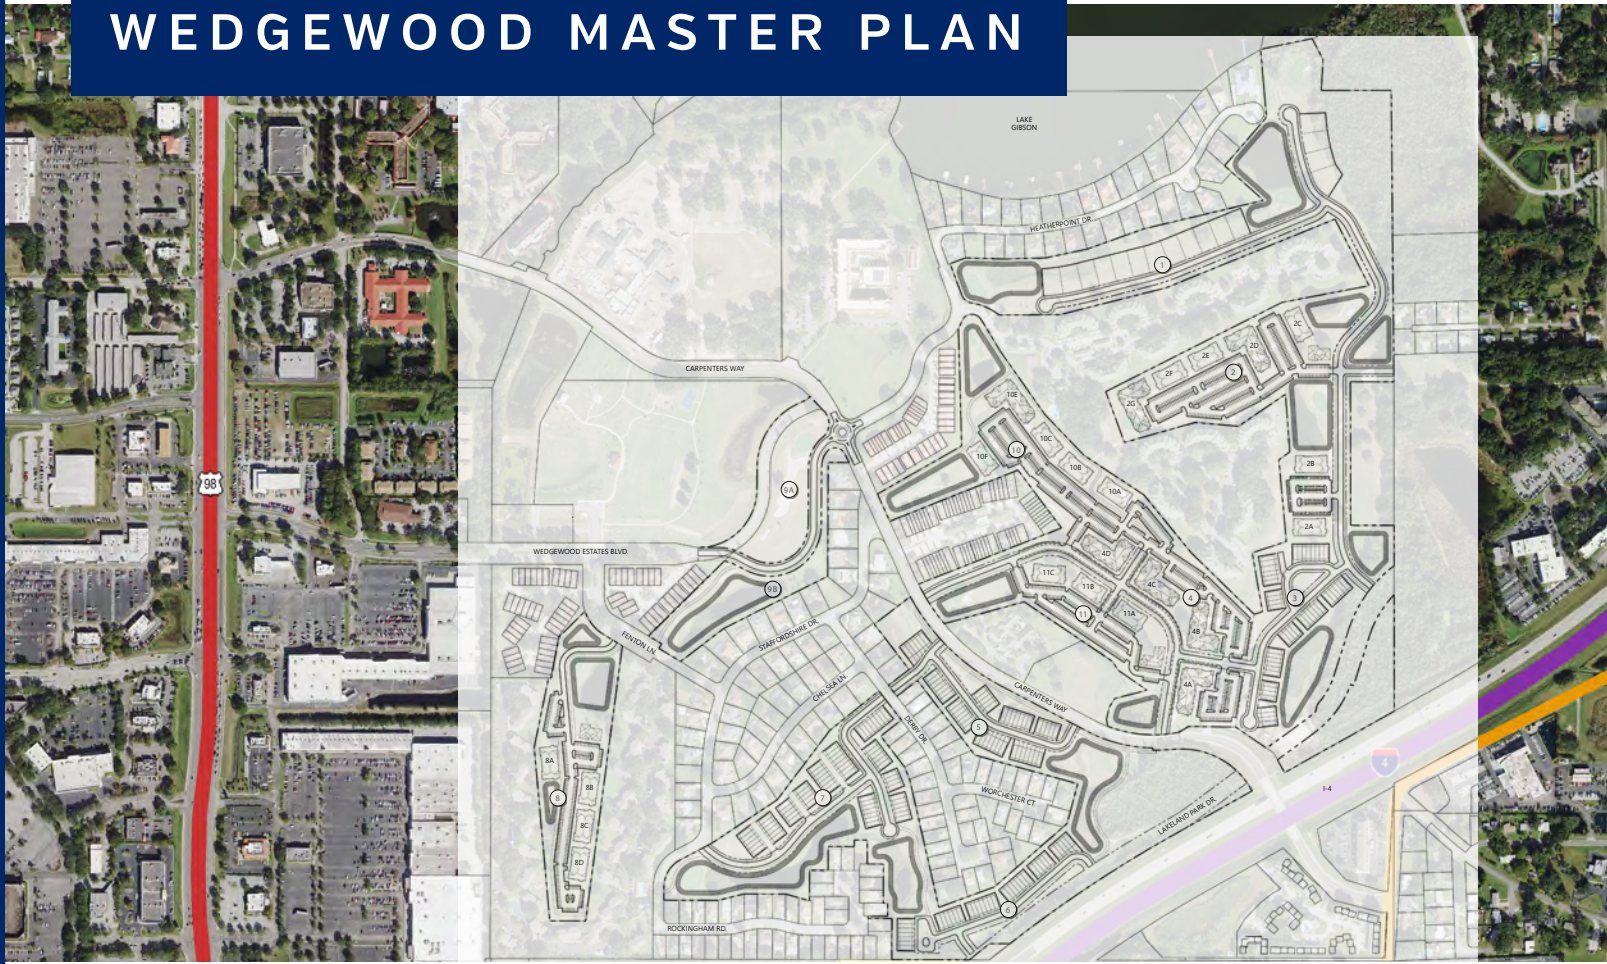 WEDGEWOOD MASTER PLAN
LAKE
GIBSON
HEATHERPOINT DR.
1
2C
2D
2E
2F
2
2G
CARPENTERS WAY
10E
10C
10
10F
10B
10A
2B
2A
98
9A
WEDGEWOOD ESTATES BLVD.
4D
11C
11B
4C
4
3
9B
11
11A
4B
STAFFORDSHIRE DR.
FENTON LN.
CHELSEA LN.
4A
CARPENTERS WAY
DERBY DR.
5
8A
8B
8
7
WORCHESTER CT.
8C
8D
LAKELAND PARK DR.
4
I-4
6
ROCKINGHAM RD.